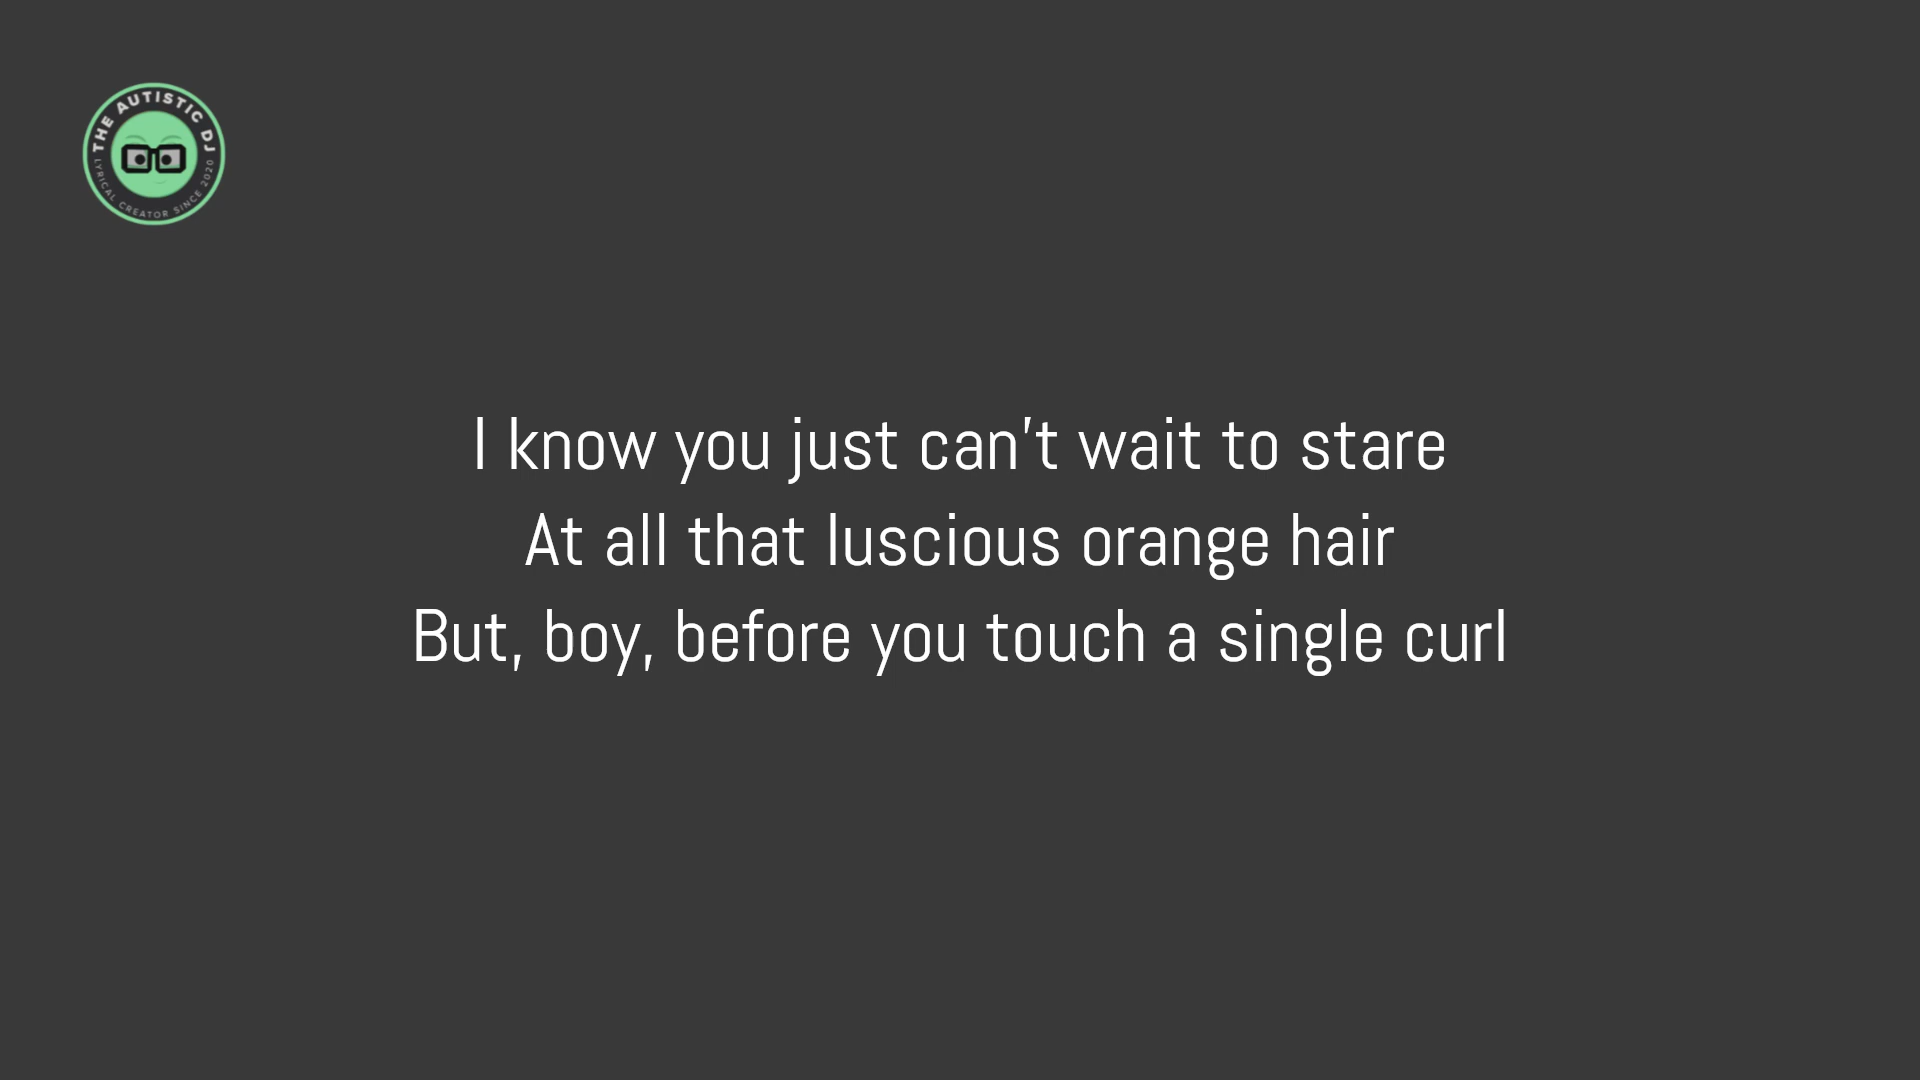 THE AUTISTIC DJ
LYRICAL CREATOR SINCE 2020
I know you just can't wait to stare
At all that luscious orange hair
But, boy, before you touch a single curl